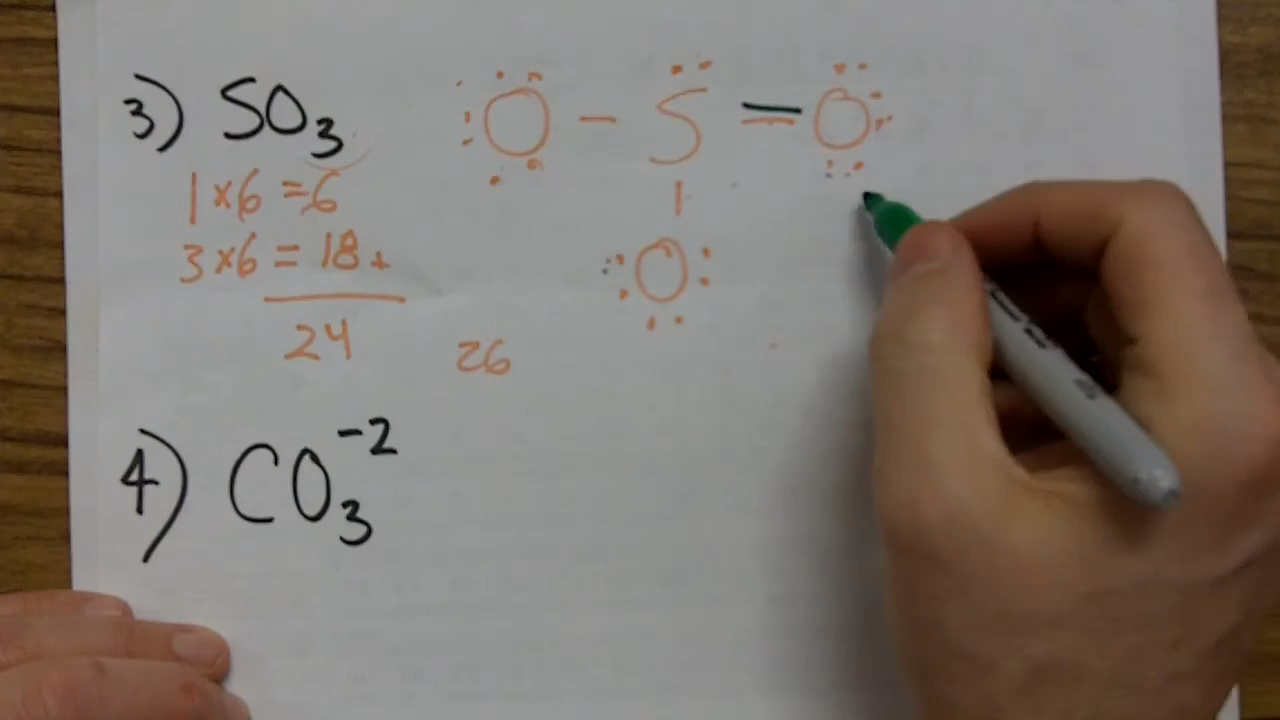 3) SO₃ O - S = O
1×6 = 6 |
3×6 = 18 + O
24 26
4) CO₃⁻²